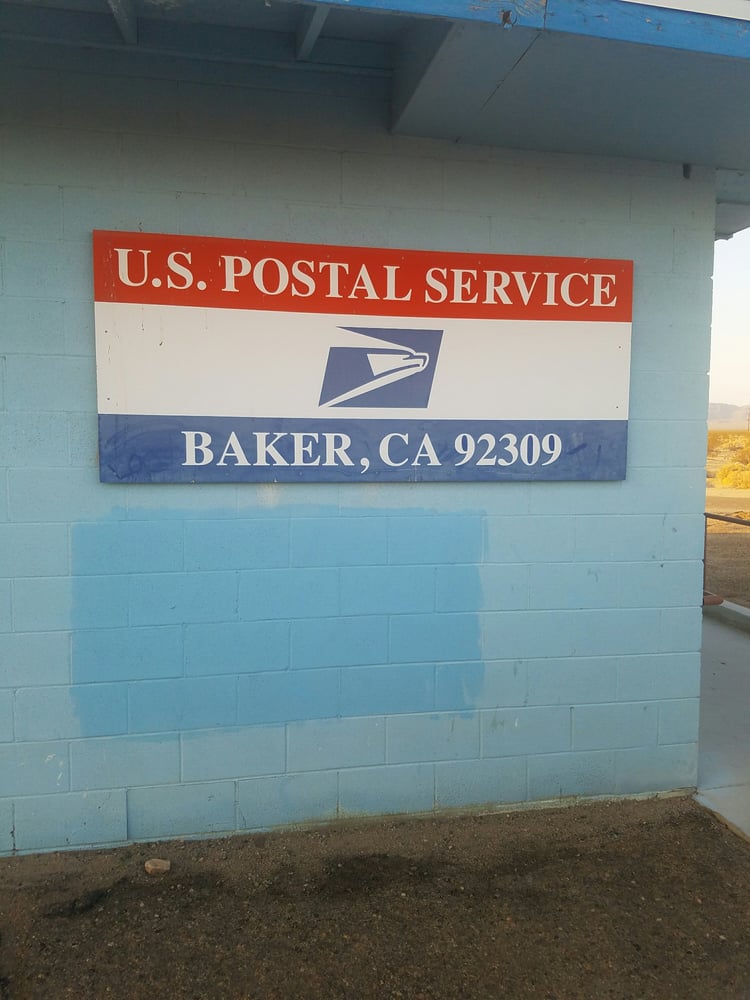 U.S. POSTAL SERVICE
BAKER, CA 92309